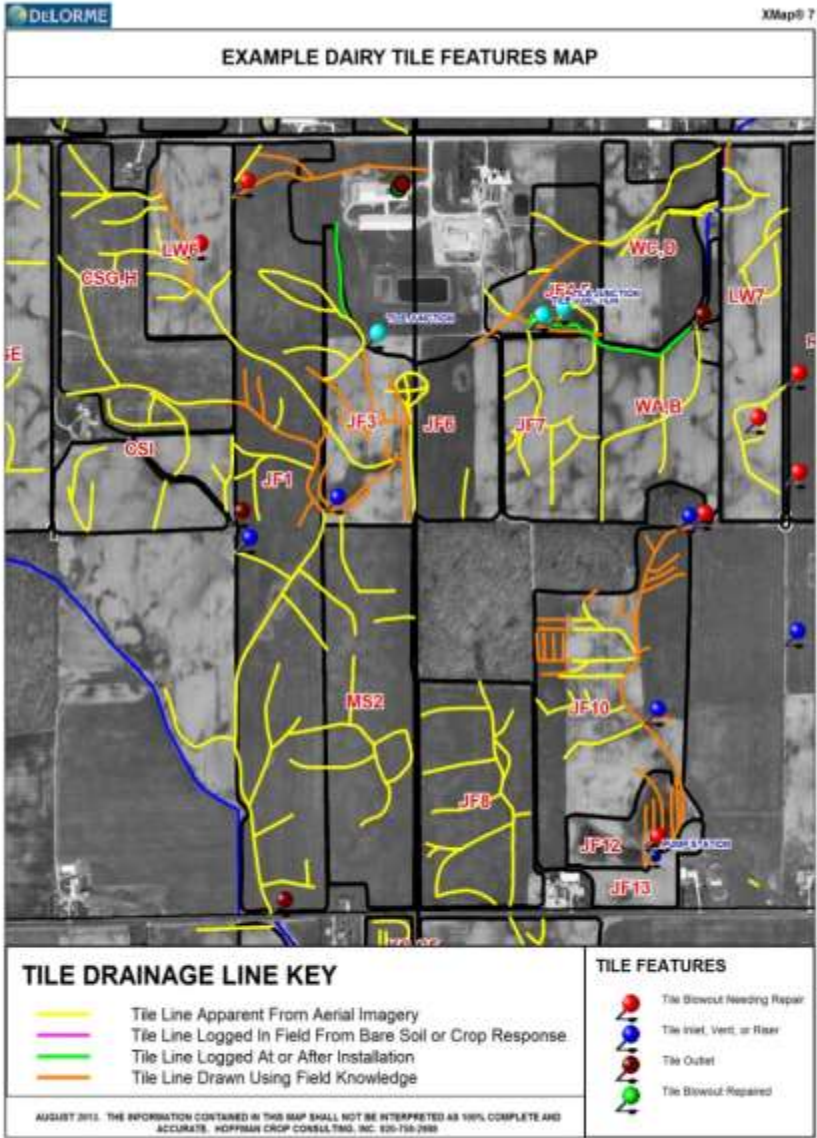 DELORME
XMap® 7
EXAMPLE DAIRY TILE FEATURES MAP
LW6
CSG,H
WC,D
LW7
TILE JUNCTION
TILE JUNCTION
JF3
JF6
JF7
WA,B
CSI
JF1
MS2
JF10
JF8
JF12
PUMP STATION
JF13
TILE DRAINAGE LINE KEY
Tile Line Apparent From Aerial Imagery
Tile Line Logged In Field From Bare Soil or Crop Response
Tile Line Logged At or After Installation
Tile Line Drawn Using Field Knowledge
TILE FEATURES
Tile Blowout Needing Repair
Tile Inlet, Vent, or Riser
Tile Outlet
Tile Blowout Repaired
AUGUST 2013. THE INFORMATION CONTAINED IN THIS MAP SHALL NOT BE INTERPRETED AS 100% COMPLETE AND
ACCURATE. HOFFMAN CROP CONSULTING, INC.